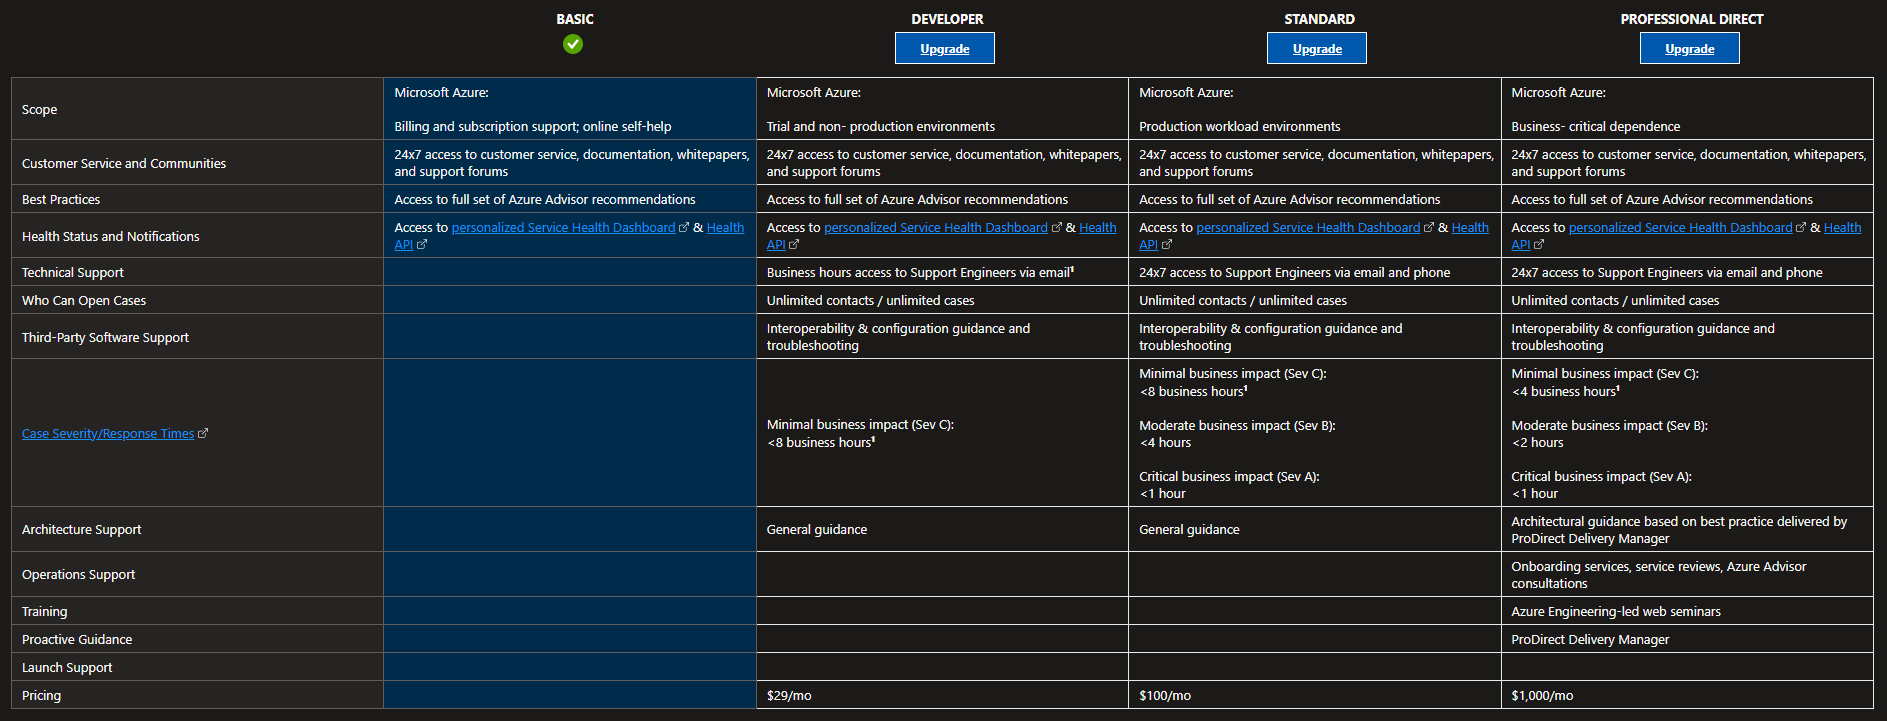 BASIC
DEVELOPER
STANDARD
PROFESSIONAL DIRECT
Upgrade
Upgrade
Upgrade
Scope
Microsoft Azure:
Billing and subscription support; online self-help
Microsoft Azure:
Trial and non- production environments
Microsoft Azure:
Production workload environments
Microsoft Azure:
Business- critical dependence
Customer Service and Communities
24x7 access to customer service, documentation, whitepapers,
and support forums
24x7 access to customer service, documentation, whitepapers,
and support forums
24x7 access to customer service, documentation, whitepapers,
and support forums
24x7 access to customer service, documentation, whitepapers,
and support forums
Best Practices
Access to full set of Azure Advisor recommendations
Access to full set of Azure Advisor recommendations
Access to full set of Azure Advisor recommendations
Access to full set of Azure Advisor recommendations
Health Status and Notifications
Access to personalized Service Health Dashboard & Health
API
Access to personalized Service Health Dashboard & Health
API
Access to personalized Service Health Dashboard & Health
API
Access to personalized Service Health Dashboard & Health
API
Technical Support
Business hours access to Support Engineers via email¹
24x7 access to Support Engineers via email and phone
24x7 access to Support Engineers via email and phone
Who Can Open Cases
Unlimited contacts / unlimited cases
Unlimited contacts / unlimited cases
Unlimited contacts / unlimited cases
Third-Party Software Support
Interoperability & configuration guidance and
troubleshooting
Interoperability & configuration guidance and
troubleshooting
Interoperability & configuration guidance and
troubleshooting
Case Severity/Response Times
Minimal business impact (Sev C):
<8 business hours¹
Minimal business impact (Sev C):
<8 business hours¹
Moderate business impact (Sev B):
<4 hours
Critical business impact (Sev A):
<1 hour
Minimal business impact (Sev C):
<4 business hours¹
Moderate business impact (Sev B):
<2 hours
Critical business impact (Sev A):
<1 hour
Architecture Support
General guidance
General guidance
Architectural guidance based on best practice delivered by
ProDirect Delivery Manager
Operations Support
Onboarding services, service reviews, Azure Advisor
consultations
Training
Azure Engineering-led web seminars
Proactive Guidance
ProDirect Delivery Manager
Launch Support
Pricing
$29/mo
$100/mo
$1,000/mo